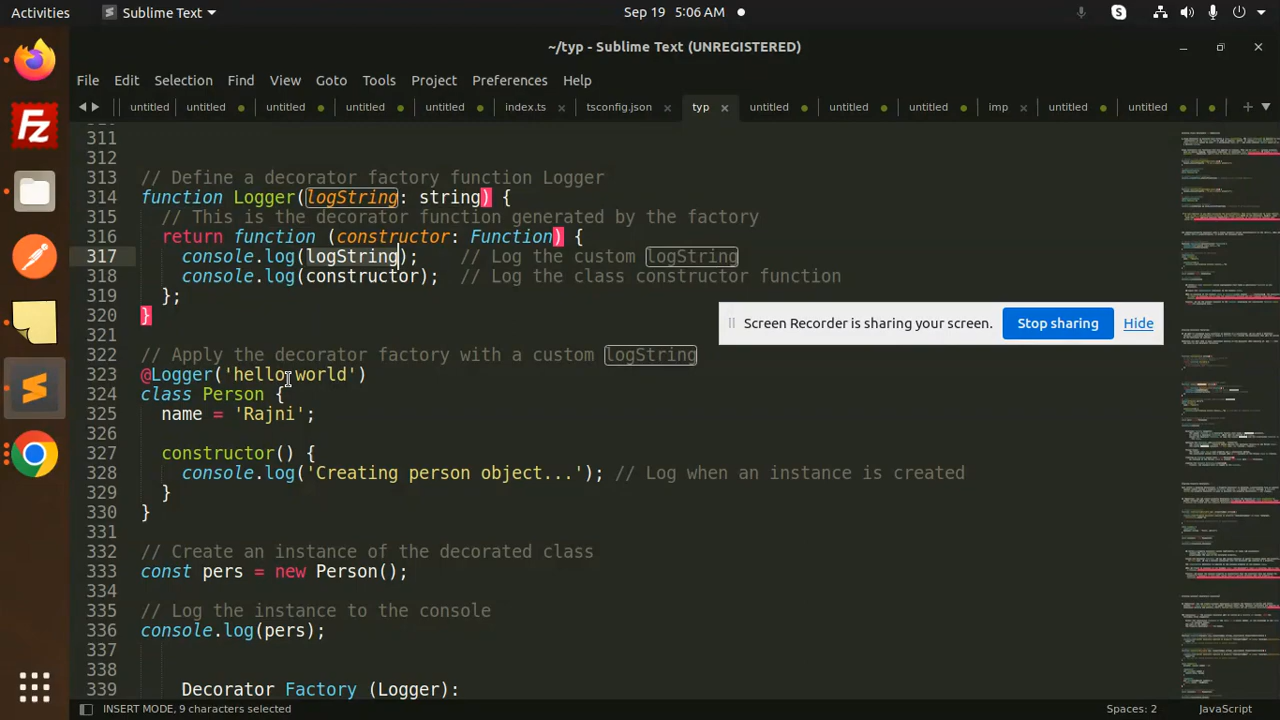 Activities
Sublime Text
Sep 19 5:06 AM
~/typ - Sublime Text (UNREGISTERED)
File Edit Selection Find View Goto Tools Project Preferences Help
untitled untitled untitled untitled untitled index.ts tsconfig.json typ untitled untitled untitled imp untitled untitled
311
312
313 // Define a decorator factory function Logger
314 function Logger(logString: string) {
315 // This is the decorator function generated by the factory
316 return function (constructor: Function) {
317 console.log(logString); // Log the custom logString
318 console.log(constructor); // Log the class constructor function
319 };
320 }
Screen Recorder is sharing your screen. Stop sharing Hide
321
322 // Apply the decorator factory with a custom logString
323 @Logger('hello world')
324 class Person {
325 name = 'Rajni';
326
327 constructor() {
328 console.log('Creating person object...'); // Log when an instance is created
329 }
330 }
331
332 // Create an instance of the decorated class
333 const pers = new Person();
334
335 // Log the instance to the console
336 console.log(pers);
337
338
339 Decorator Factory (Logger):
INSERT MODE, 9 characters selected
Spaces: 2
JavaScript